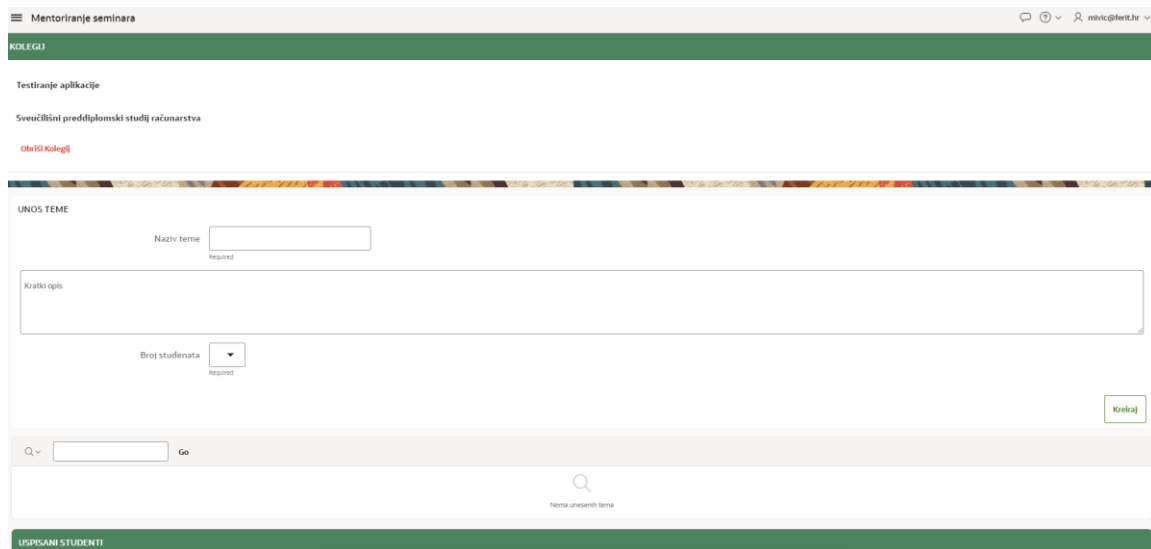 Mentoriranje seminara
mivic@ferit.hr
KOLEGIJ
Testiranje aplikacije
Sveučilišni preddiplomski studij računarstva
Obriši Kolegij
UNOS TEME
Naziv teme
Required
Kratki opis
Broj studenata
Required
Kreiraj
Go
Nema unesenih tema
USPISANI STUDENTI